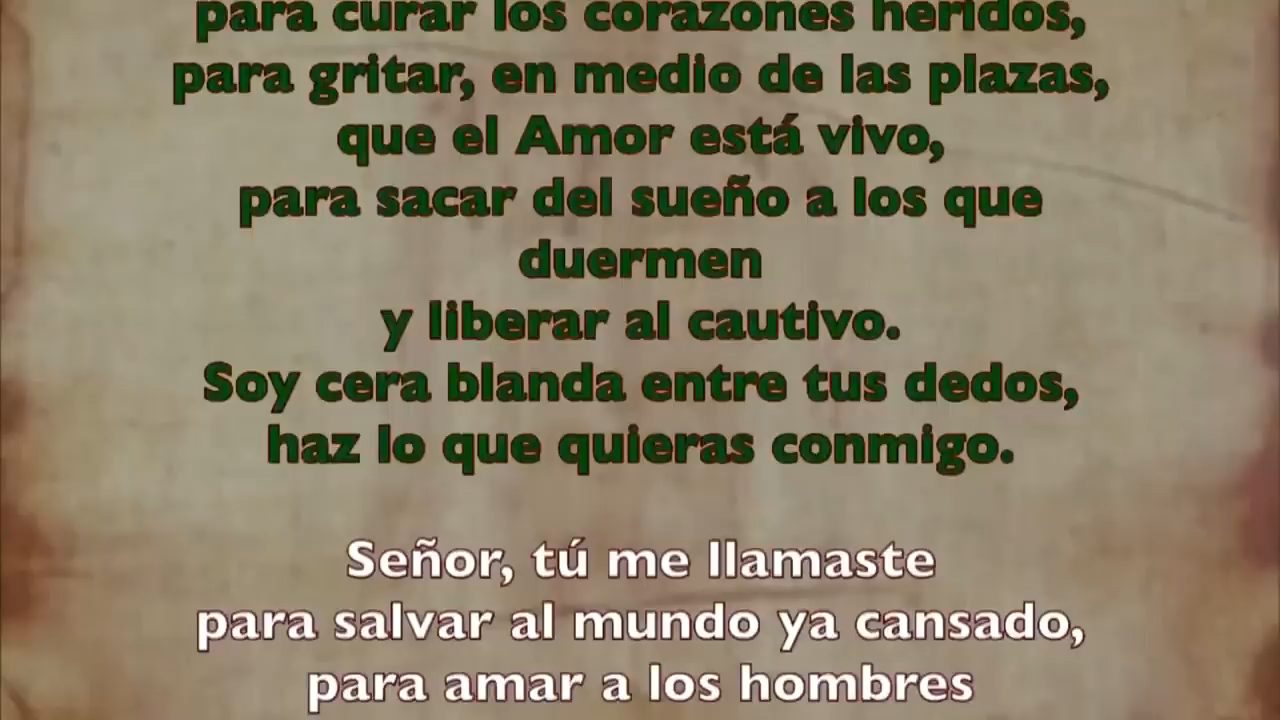 para curar los corazones heridos,
para gritar, en medio de las plazas,
que el Amor está vivo,
para sacar del sueño a los que
duermen
y liberar al cautivo.
Soy cera blanda entre tus dedos,
haz lo que quieras conmigo.
Señor, tú me llamaste
para salvar al mundo ya cansado,
para amar a los hombres